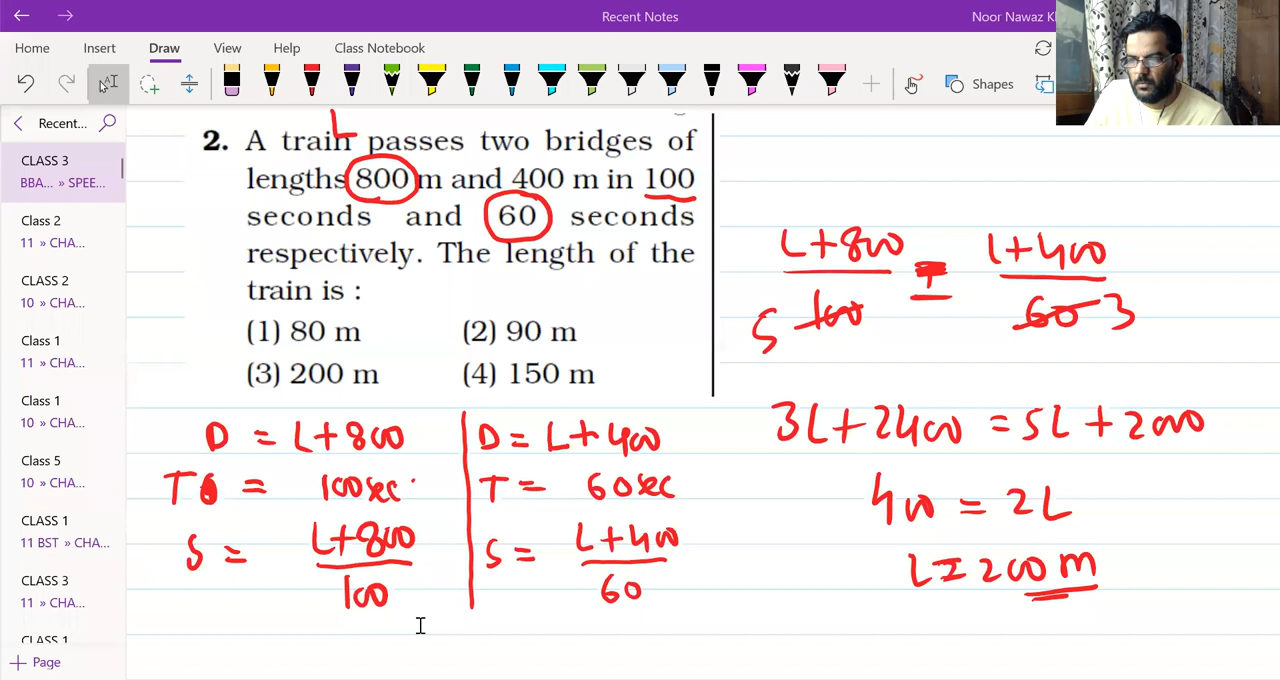 Recent Notes
Noor Nawaz
Home Insert Draw View Help Class Notebook
Shapes
Recent...
CLASS 3
BBA... » SPEE...
Class 2
11 » CHA...
CLASS 2
10 » CHA...
Class 1
11 » CHA...
Class 1
10 » CHA...
Class 5
10 » CHA...
CLASS 1
11 BST » CHA...
CLASS 3
11 » CHA...
CLASS 1
Page
L
2. A train passes two bridges of
lengths 800 m and 400 m in 100
seconds and 60 seconds
respectively. The length of the
train is :
(1) 80 m (2) 90 m
(3) 200 m (4) 150 m
D = L+800
T = 100sec
S = L+800
100
D = L+400
T = 60sec
S = L+400
60
L+800 = L+400
5 100 60 3
3L+2400 = 5L+2000
400 = 2L
L = 200 m